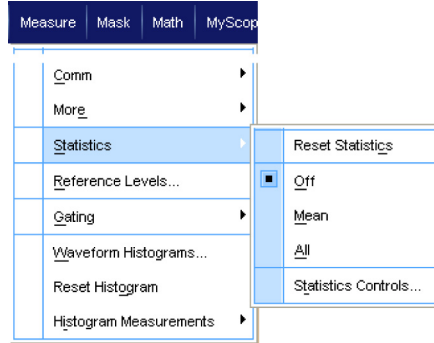 Measure Mask Math MyScop
Comm
More
Statistics
Reset Statistics
Reference Levels...
Off
Gating
Mean
Waveform Histograms...
All
Reset Histogram
Statistics Controls...
Histogram Measurements